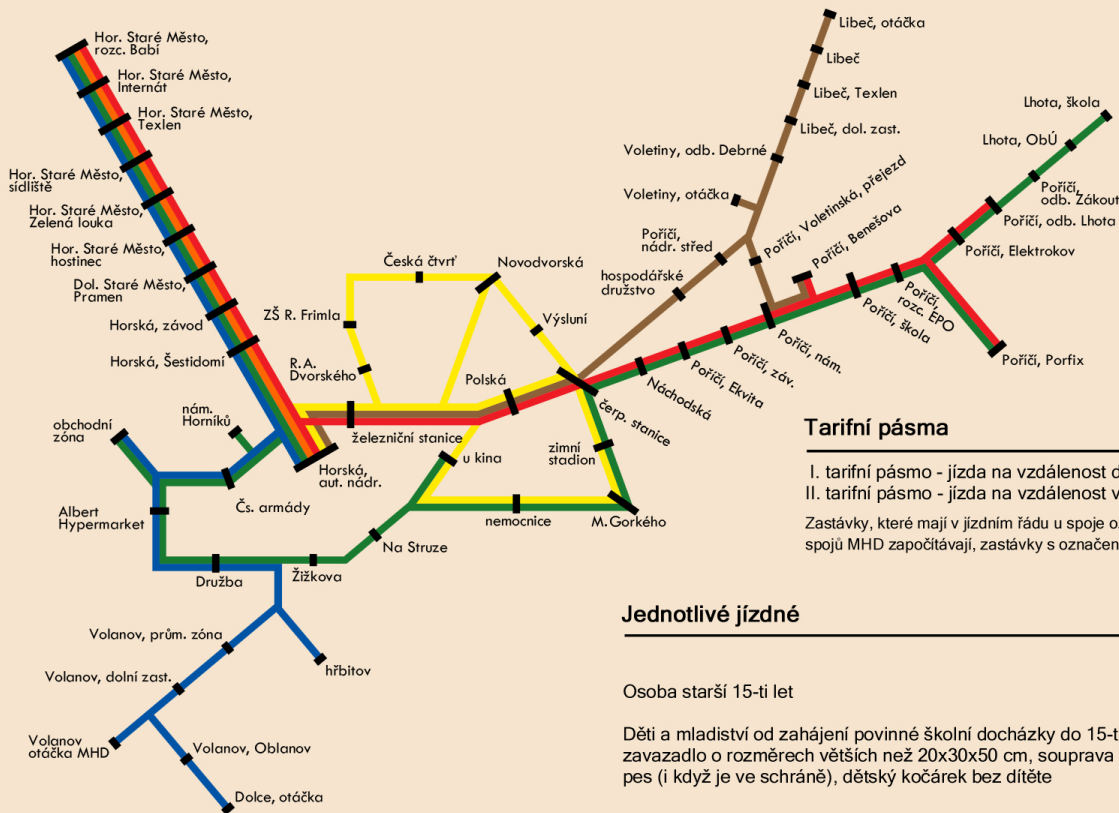 Hor. Staré Město,
rozc. Babí
Hor. Staré Město,
Internát
Hor. Staré Město,
Texlen
Hor. Staré Město,
sídliště
Hor. Staré Město,
Zelená louka
Hor. Staré Město,
hostinec
Dol. Staré Město,
Pramen
Horská, závod
Horská, Šestidomí
nám.
Horníků
obchodní
zóna
Albert
Hypermarket
Čs. armády
Horská,
aut. nádr.
Česká čtvrť
Novodvorská
ZŠ R. Frimla
R.A.
Dvorského
Výsluní
Polská
železniční stanice
u kina
zimní
stadion
čerp. stanice
nemocnice
M. Gorkého
Na Struze
Družba
Žižkova
Volanov, prům. zóna
hřbitov
Volanov, dolní zast.
Volanov
otáčka MHD
Volanov, Oblanov
Dolce, otáčka
Libeč, otáčka
Libeč
Libeč, Texlen
Libeč, dol. zast.
Voletiny, odb. Debrné
Voletiny, otáčka
Poříčí,
nádr. střed
hospodářské
družstvo
Poříčí, Voletinská, přejezd
Poříčí, Benešova
Náchodská
Poříčí, Ekvita
Poříčí, záv.
Poříčí, nám.
Poříčí, škola
Poříčí,
rozc. EPO
Lhota, škola
Lhota, ObÚ
Poříčí,
odb. Zákout
Poříčí, odb. Lhota
Poříčí, Elektrokov
Poříčí, Porfix
Tarifní pásma
I. tarifní pásmo - jízda na vzdálenost d
II. tarifní pásmo - jízda na vzdálenost v
Zastávky, které mají v jízdním řádu u spoje o
spojů MHD započítávají, zastávky s označen
Jednotlivé jízdné
Osoba starší 15-ti let
Děti a mladiství od zahájení povinné školní docházky do 15-t
zavazadlo o rozměrech větších než 20x30x50 cm, souprava
pes (i když je ve schráně), dětský kočárek bez dítěte